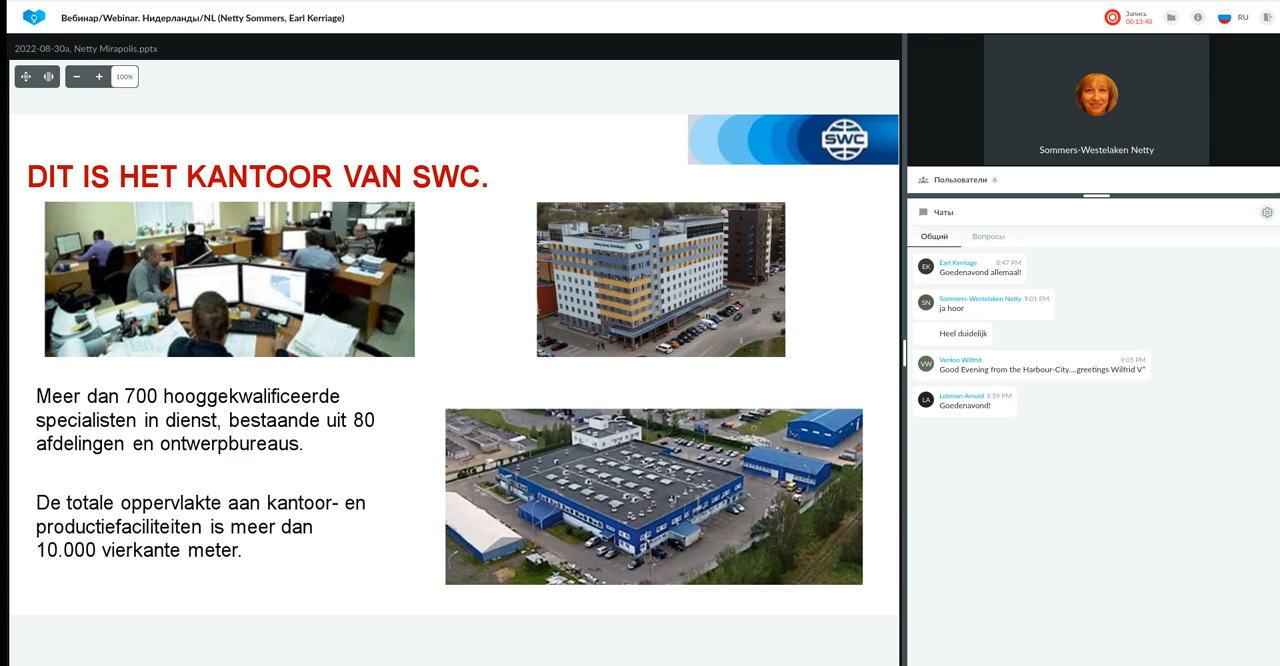 Вебинар/Webinar. Нидерланды/NL (Netty Sommers, Earl Kerriage)
Запись
00:13:40
RU
2022-08-30a, Netty Mirapolis.pptx
100%
SWC
DIT IS HET KANTOOR VAN SWC.
Meer dan 700 hooggekwalificeerde
specialisten in dienst, bestaande uit 80
afdelingen en ontwerpbureaus.
De totale oppervlakte aan kantoor- en
productiefaciliteiten is meer dan
10.000 vierkante meter.
Sommers-Westelaken Netty
Пользователи 6
Чаты
Общий Вопросы
EK
Earl Kerriage 8:47 PM
Goedenavond allemaal!
SN
Sommers-Westelaken Netty 9:01 PM
ja hoor
Heel duidelijk
VW
Venloo Wilfrid 9:05 PM
Good Evening from the Harbour-City....greetings Wilfrid V"
LA
Lobman Arnold 8:59 PM
Goedenavond!